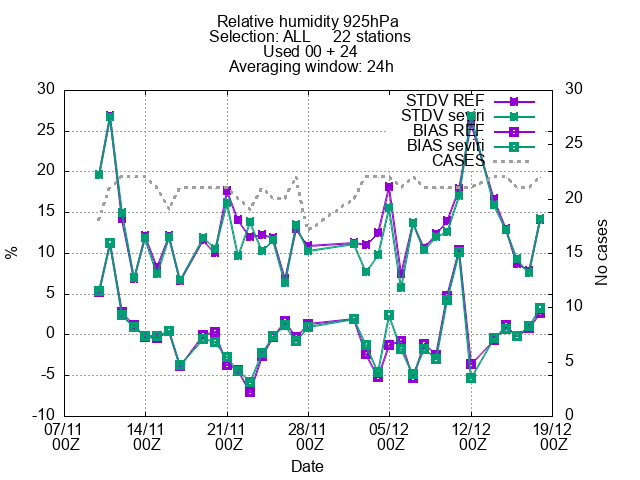 Relative humidity 925hPa
Selection: ALL 22 stations
Used 00 + 24
Averaging window: 24h
STDV REF
STDV seviri
BIAS REF
BIAS seviri
CASES
%
30
25
20
15
10
5
0
-5
-10
No cases
30
25
20
15
10
5
0
07/11 00Z
14/11 00Z
21/11 00Z
28/11 00Z
05/12 00Z
12/12 00Z
19/12 00Z
Date